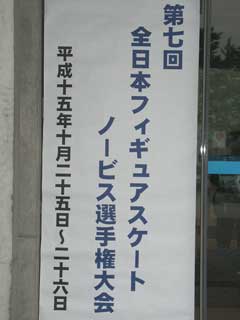 第七回
全日本フィギュアスケート
ノービス選手権大会
平成十五年十月二十五日～二十六日